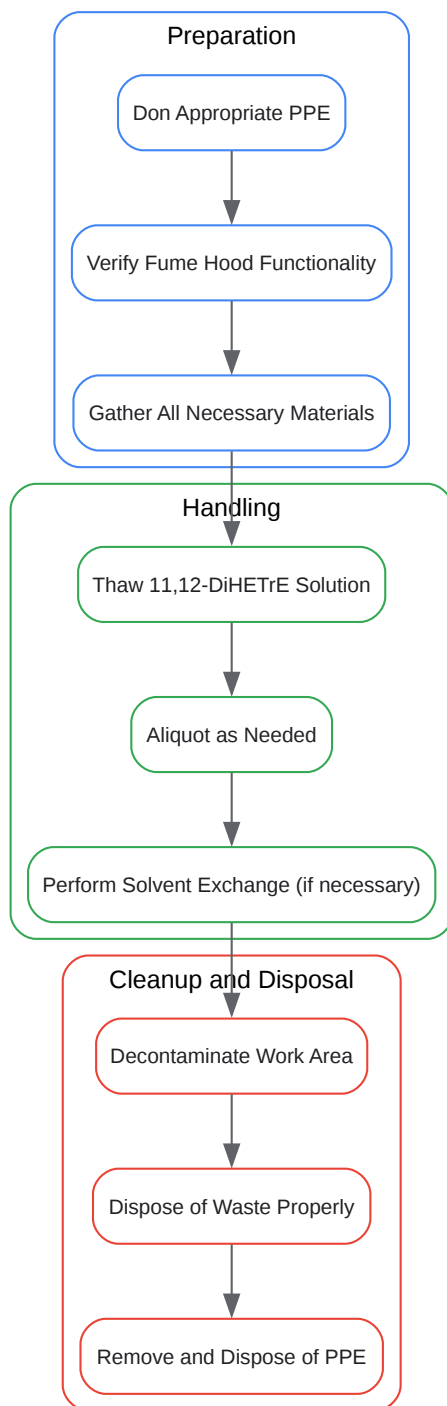 Preparation
Don Appropriate PPE
Verify Fume Hood Functionality
Gather All Necessary Materials
Handling
Thaw 11,12-DiHETrE Solution
Aliquot as Needed
Perform Solvent Exchange (if necessary)
Cleanup and Disposal
Decontaminate Work Area
Dispose of Waste Properly
Remove and Dispose of PPE